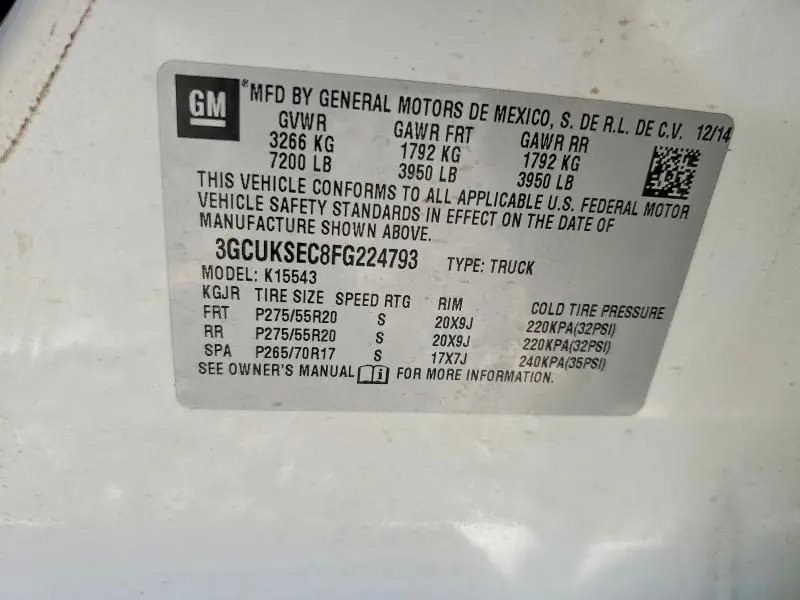 GM ®MFD BY GENERAL MOTORS DE MEXICO, S. DE R.L. DE C.V. 12/14
GVWR GAWR FRT GAWR RR
3266 KG 1792 KG 1792 KG
7200 LB 3950 LB 3950 LB
THIS VEHICLE CONFORMS TO ALL APPLICABLE U.S. FEDERAL MOTOR
VEHICLE SAFETY STANDARDS IN EFFECT ON THE DATE OF
MANUFACTURE SHOWN ABOVE.
3GCUKSEC8FG224793 TYPE: TRUCK
MODEL: K15543
KGJR TIRE SIZE SPEED RTG RIM COLD TIRE PRESSURE
FRT P275/55R20 S 20X9J 220KPA(32PSI)
RR P275/55R20 S 20X9J 220KPA(32PSI)
SPA P265/70R17 S 17X7J 240KPA(35PSI)
SEE OWNER'S MANUAL FOR MORE INFORMATION.